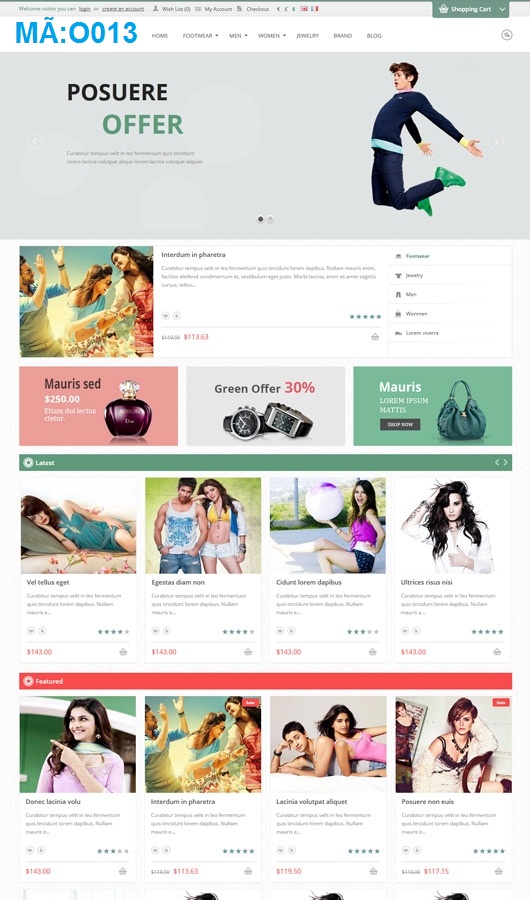 Welcome visitor you can login or create an account. Wish List (0) My Account Checkout € £ $ Shopping Cart
MÃ:O013
HOME FOOTWEAR MEN WOMEN JEWELRY BRAND BLOG
POSUERE
OFFER
Curabitur tempus velit in leo fermentum quis tincidunt
lorem lacinia volutpat alique lorem lacinia volutpat aliquat
Interdum in pharetra
Curabitur tempus velit in leo fermentum quis tincidunt lorem dapibus. Nullam mauris enim,
facilisis eleifend condimentum et, vestibulum eget justo. Morbi lacinia, enim sit amet sagittis
cursus, tellus...
$119.50 $113.63
Footwear
Jewelry
Men
Wonmen
Lorem viverra
Mauris sed
$250.00
Etiam dui lectus
ctetur.
POISON
Dior
Green Offer 30%
Mauris
LOREM IPSUM
MATTIS
SHOP NOW
Latest
Vel tellus eget
Curabitur tempus velit in leo fermentum
quis tincidunt lorem dapibus. Nullam
mauris e...
$143.00
Egestas diam non
Curabitur tempus velit in leo fermentum
quis tincidunt lorem dapibus. Nullam
mauris e...
$143.00
Cidunt lorem dapibus
Curabitur tempus velit in leo fermentum
quis tincidunt lorem dapibus. Nullam
mauris e...
$143.00
Ultrices risus nisi
Curabitur tempus velit in leo fermentum
quis tincidunt lorem dapibus. Nullam
mauris e...
$143.00
Featured
Donec lacinia volu
Curabitur tempus velit in leo fermentum
quis tincidunt lorem dapibus. Nullam
mauris e...
$143.00
Sale
Interdum in pharetra
Curabitur tempus velit in leo fermentum
quis tincidunt lorem dapibus. Nullam
mauris e...
$119.50 $113.63
Lacinia volutpat aliquet
Curabitur tempus velit in leo fermentum
quis tincidunt lorem dapibus. Nullam
mauris e...
$119.50
Sale
Posuere non euis
Curabitur tempus velit in leo fermentum
quis tincidunt lorem dapibus. Nullam
mauris e...
$143.00 $117.15